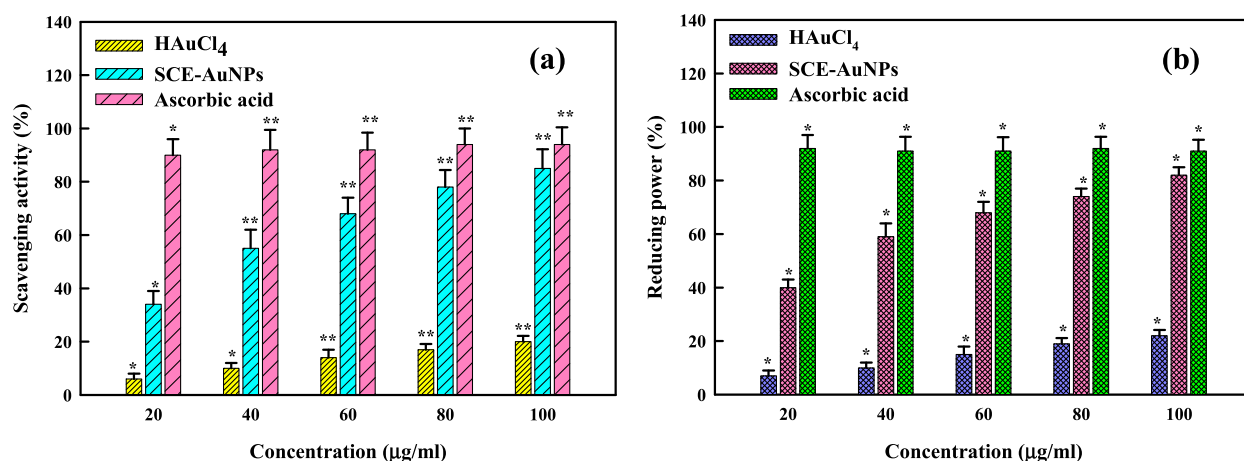 140
120
100
80
60
40
20
0
Scavenging activity (%)
HAuCl4
SCE-AuNPs
Ascorbic acid
(a)
* * *
* ** **
** ** **
** ** **
** ** **
20 40 60 80 100
Concentration (μg/ml)
140
120
100
80
60
40
20
0
Reducing power (%)
HAuCl4
SCE-AuNPs
Ascorbic acid
(b)
* * *
* * *
* * *
* * *
* * *
20 40 60 80 100
Concentration (μg/ml)